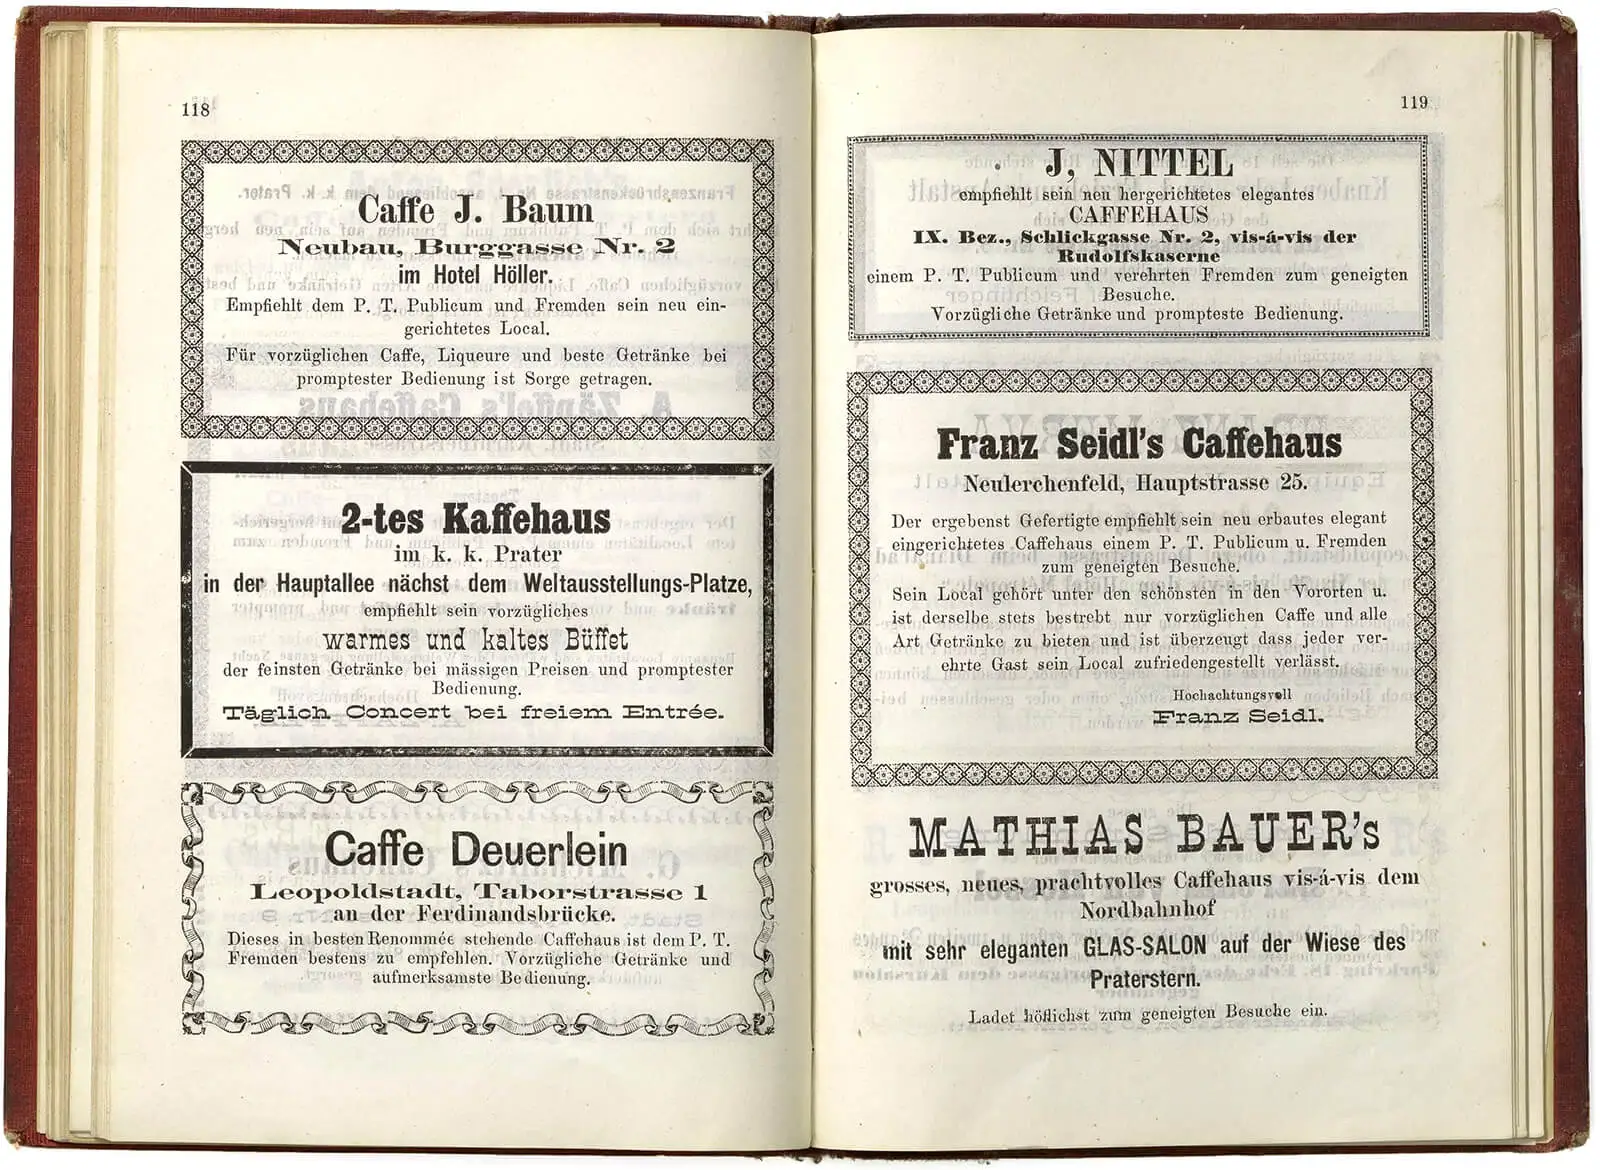 118
Caffe J. Baum
Neubau, Burggasse Nr. 2
im Hotel Höller.
Empfiehlt dem P. T. Publicum und Fremden sein neu ein-
gerichtetes Local.
Für vorzüglichen Caffe, Liqueure und beste Getränke bei
promptester Bedienung ist Sorge getragen.
2-tes Kaffehaus
im k. k. Prater
in der Hauptallee nächst dem Weltausstellungs-Platze,
empfiehlt sein vorzügliches
warmes und kaltes Büffet
der feinsten Getränke bei mässigen Preisen und promptester
Bedienung.
Täglich Concert bei freiem Entrée.
Caffe Deuerlein
Leopoldstadt, Taborstrasse 1
an der Ferdinandsbrücke.
Dieses in besten Renommée stehende Caffehaus ist dem P. T.
Fremden bestens zu empfehlen. Vorzügliche Getränke und
aufmerksamste Bedienung.
119
J, NITTEL
empfiehlt sein neu hergerichtetes elegantes
CAFFEHAUS
IX. Bez., Schlickgasse Nr. 2, vis-á-vis der
Rudolfskaserne
einem P. T. Publicum und verehrten Fremden zum geneigten
Besuche.
Vorzügliche Getränke und prompteste Bedienung.
Franz Seidl's Caffehaus
Neulerchenfeld, Hauptstrasse 25.
Der ergebenst Gefertigte empfiehlt sein neu erbautes elegant
eingerichtetes Caffehaus einem P. T. Publicum u. Fremden
zum geneigten Besuche.
Sein Local gehört unter den schönsten in den Vororten u.
ist derselbe stets bestrebt nur vorzüglichen Caffe und alle
Art Getränke zu bieten und ist überzeugt dass jeder ver-
ehrte Gast sein Local zufriedengestellt verlässt.
Hochachtungsvoll
Franz Seidl.
MATHIAS BAUER's
grosses, neues, prachtvolles Caffehaus vis-á-vis dem
Nordbahnhof
mit sehr eleganten GLAS-SALON auf der Wiese des
Praterstern.
Ladet höflichst zum geneigten Besuche ein.